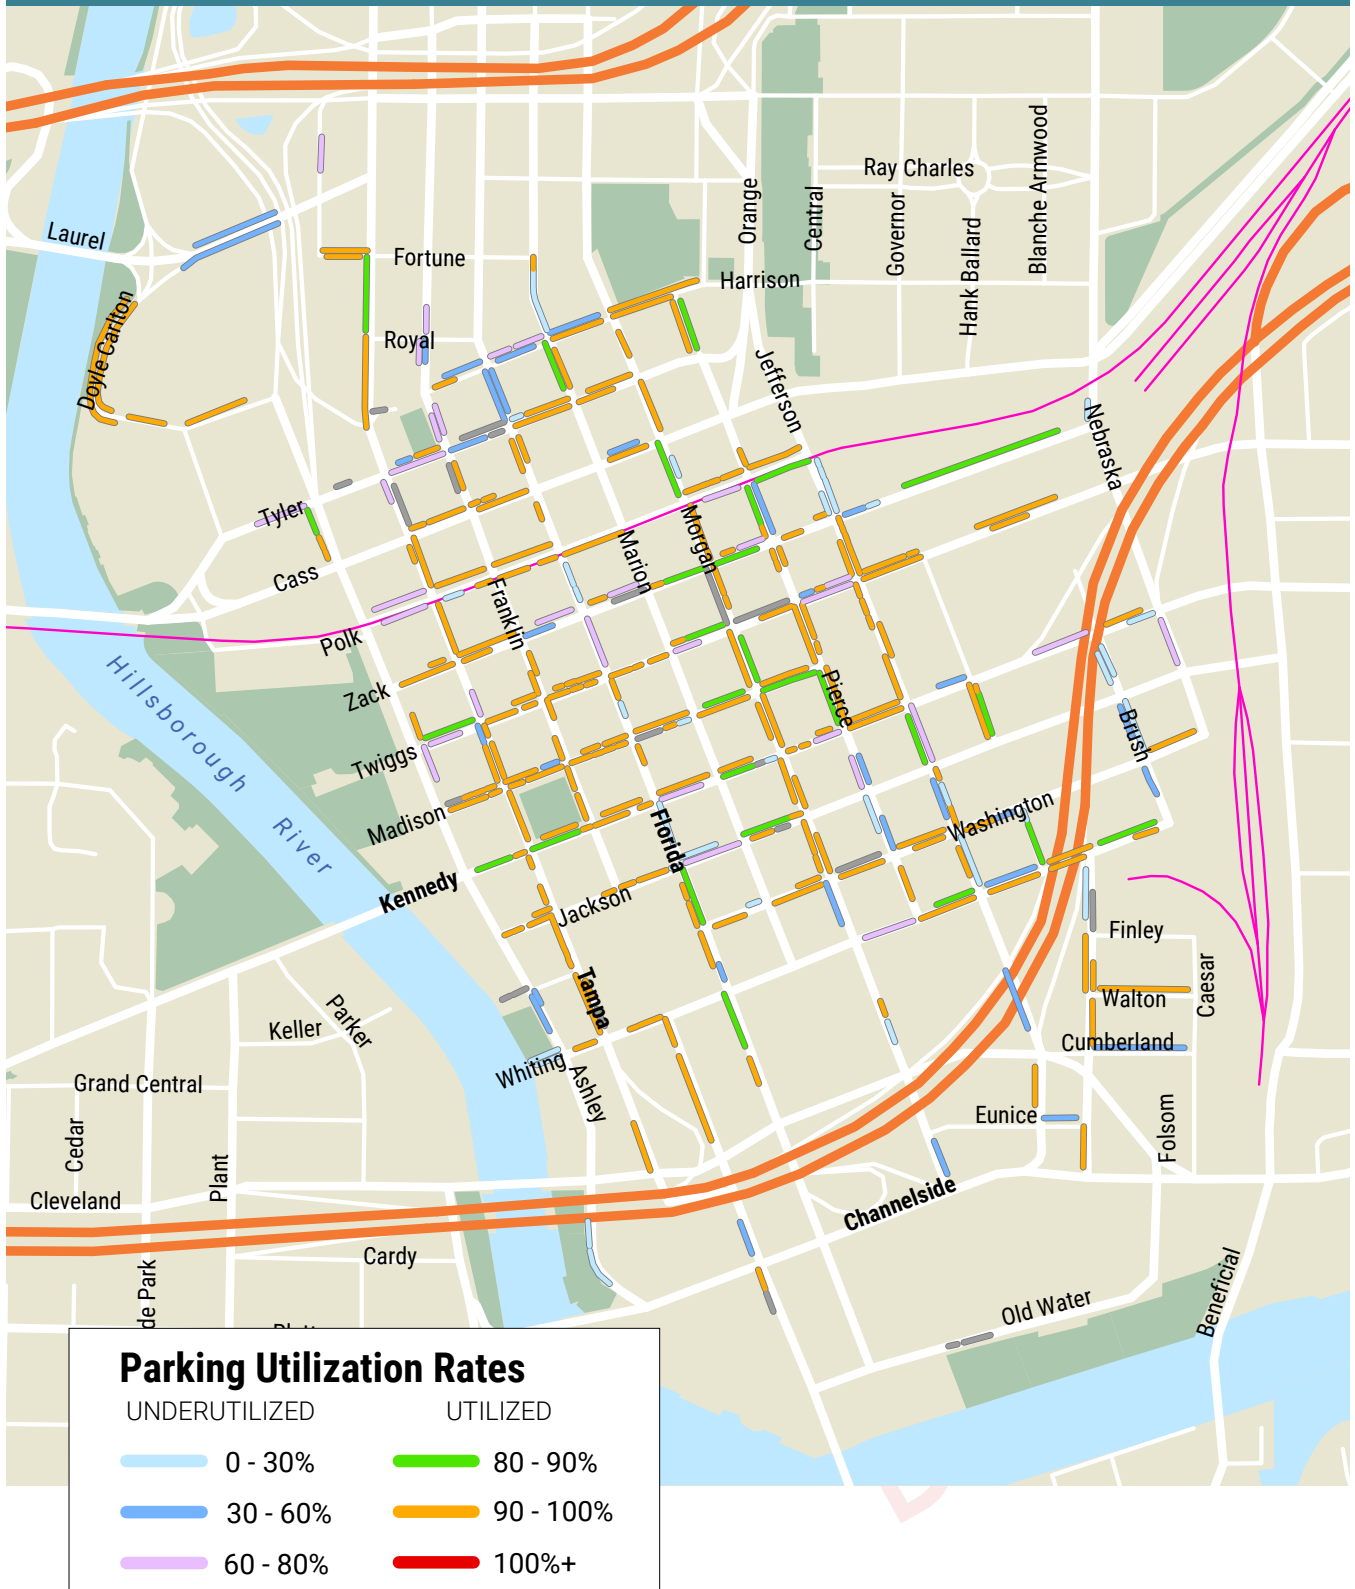 Ray Charles
Blanche Armwood
Orange
Central
Governor
Hank Ballard
Laurel
Fortune
Harrison
Doyle Carlton
Royal
Jefferson
Nebraska
Tyler
Cass
Morgan
Marion
Franklin
Polk
Zack
Hillsborough
River
Pierce
Brush
Twiggs
Madison
Florida
Washington
Kennedy
Jackson
Finley
Tampa
Walton
Caesar
Keller
Parker
Cumberland
Whiting
Ashley
Grand Central
Cedar
Eunice
Folsom
Plant
Cleveland
Channelside
Cardy
de Park
Beneficial
Old Water
Parking Utilization Rates
UNDERUTILIZED
UTILIZED
0 - 30%
80 - 90%
30 - 60%
90 - 100%
60 - 80%
100%+